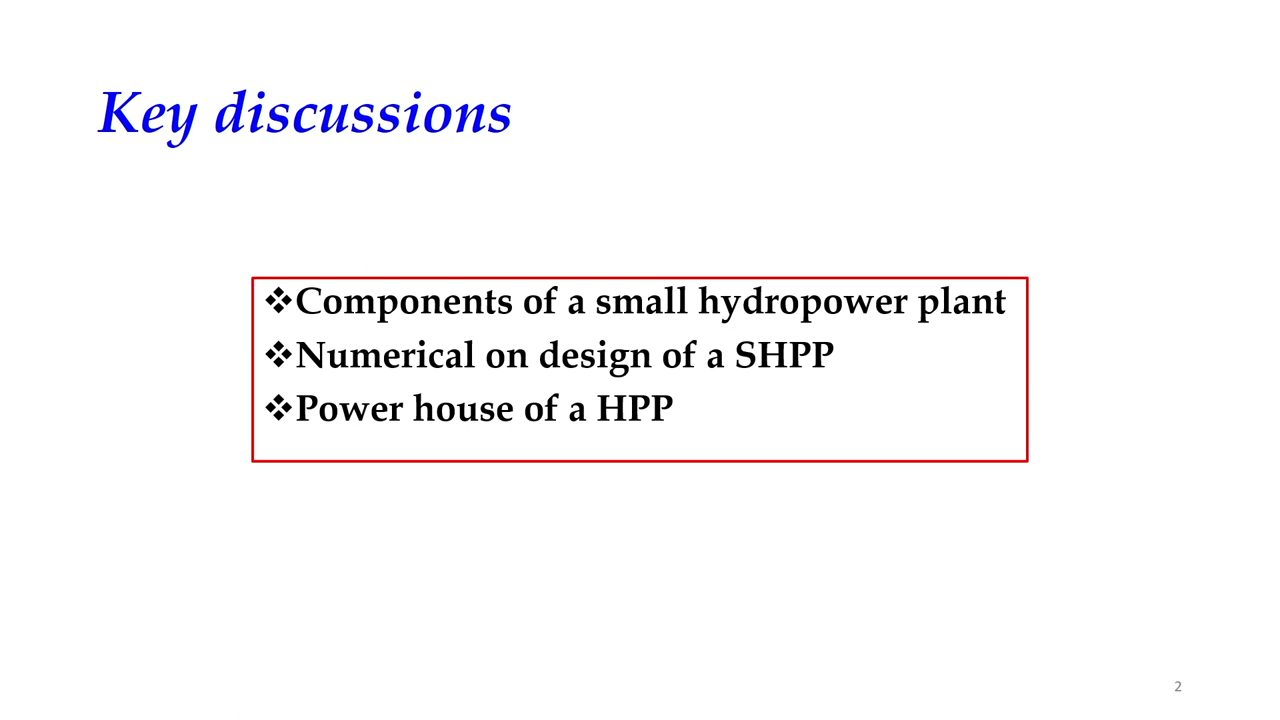 Key discussions
❖Components of a small hydropower plant
❖Numerical on design of a SHPP
❖Power house of a HPP
2